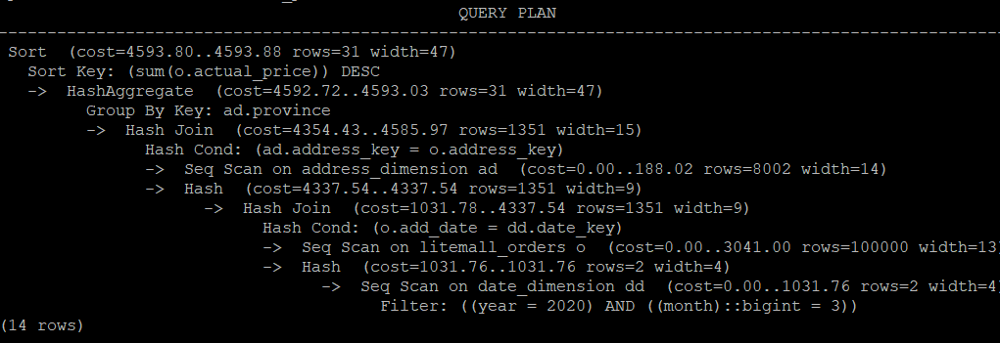 QUERY PLAN
Sort  (cost=4593.80..4593.88 rows=31 width=47)
Sort Key: (sum(o.actual_price)) DESC
->  HashAggregate  (cost=4592.72..4593.03 rows=31 width=47)
Group By Key: ad.province
->  Hash Join  (cost=4354.43..4585.97 rows=1351 width=15)
Hash Cond: (ad.address_key = o.address_key)
->  Seq Scan on address_dimension ad  (cost=0.00..188.02 rows=8002 width=14)
->  Hash  (cost=4337.54..4337.54 rows=1351 width=9)
->  Hash Join  (cost=1031.78..4337.54 rows=1351 width=9)
Hash Cond: (o.add_date = dd.date_key)
->  Seq Scan on litemall_orders o  (cost=0.00..3041.00 rows=100000 width=13)
->  Hash  (cost=1031.76..1031.76 rows=2 width=4)
->  Seq Scan on date_dimension dd  (cost=0.00..1031.76 rows=2 width=4)
Filter: ((year = 2020) AND ((month)::bigint = 3))
(14 rows)